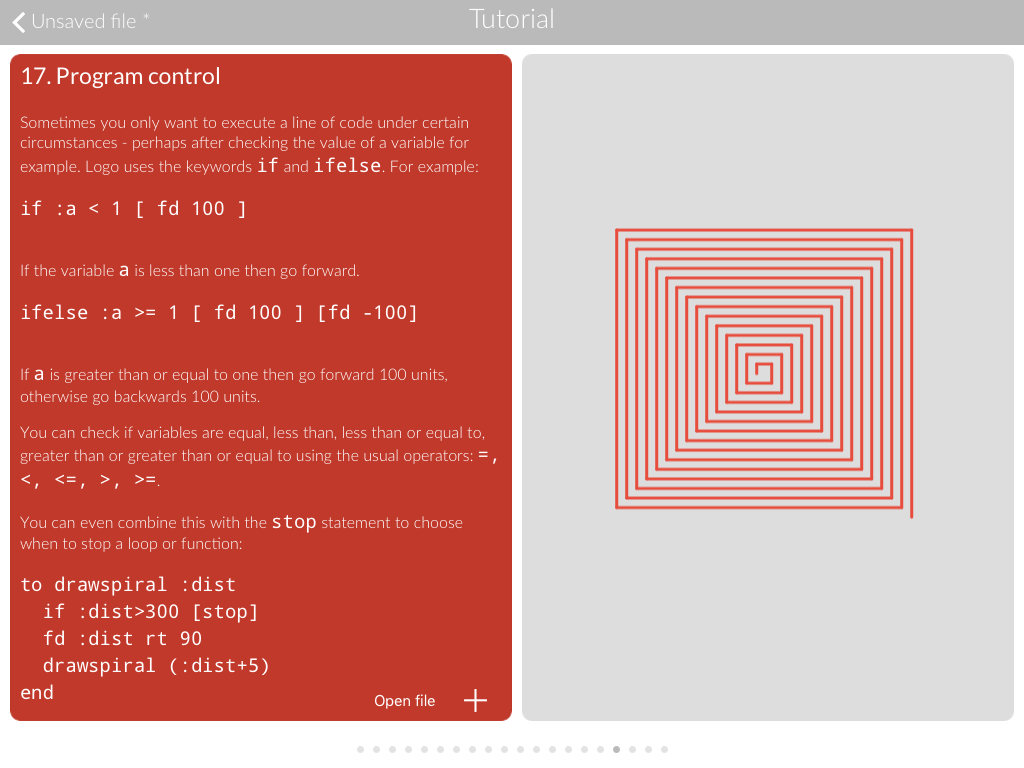 Unsaved file *
Tutorial
17. Program control
Sometimes you only want to execute a line of code under certain
circumstances - perhaps after checking the value of a variable for
example. Logo uses the keywords if and ifelse. For example:
if :a < 1 [ fd 100 ]
If the variable a is less than one then go forward.
ifelse :a >= 1 [ fd 100 ] [fd -100]
If a is greater than or equal to one then go forward 100 units,
otherwise go backwards 100 units.
You can check if variables are equal, less than, less than or equal to,
greater than or greater than or equal to using the usual operators: =,
<, <=, >, >=.
You can even combine this with the stop statement to choose
when to stop a loop or function:
to drawspiral :dist
  if :dist>300 [stop]
  fd :dist rt 90
  drawspiral (:dist+5)
end
Open file